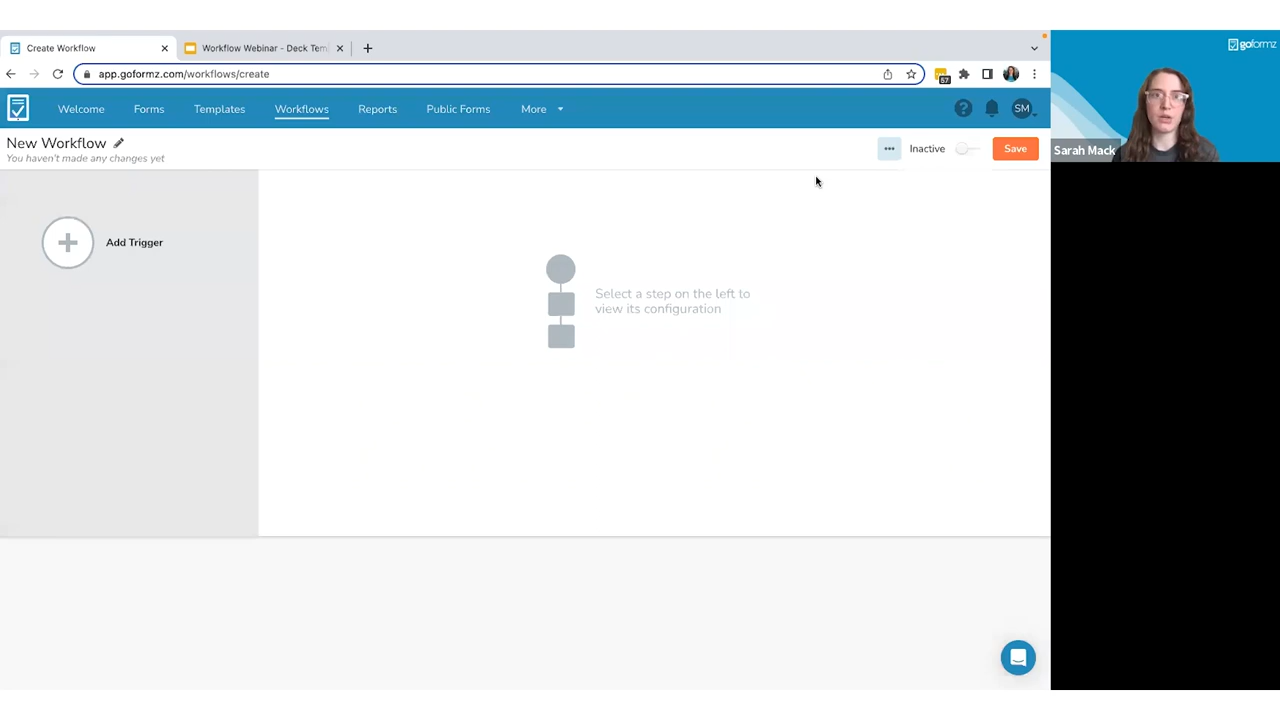 Create Workflow
Workflow Webinar - Deck Tem
app.goformz.com/workflows/create
57
Welcome
Forms
Templates
Workflows
Reports
Public Forms
More
SM
New Workflow
You haven't made any changes yet
Inactive
Save
Add Trigger
Select a step on the left to
view its configuration
goformz
Sarah Mack